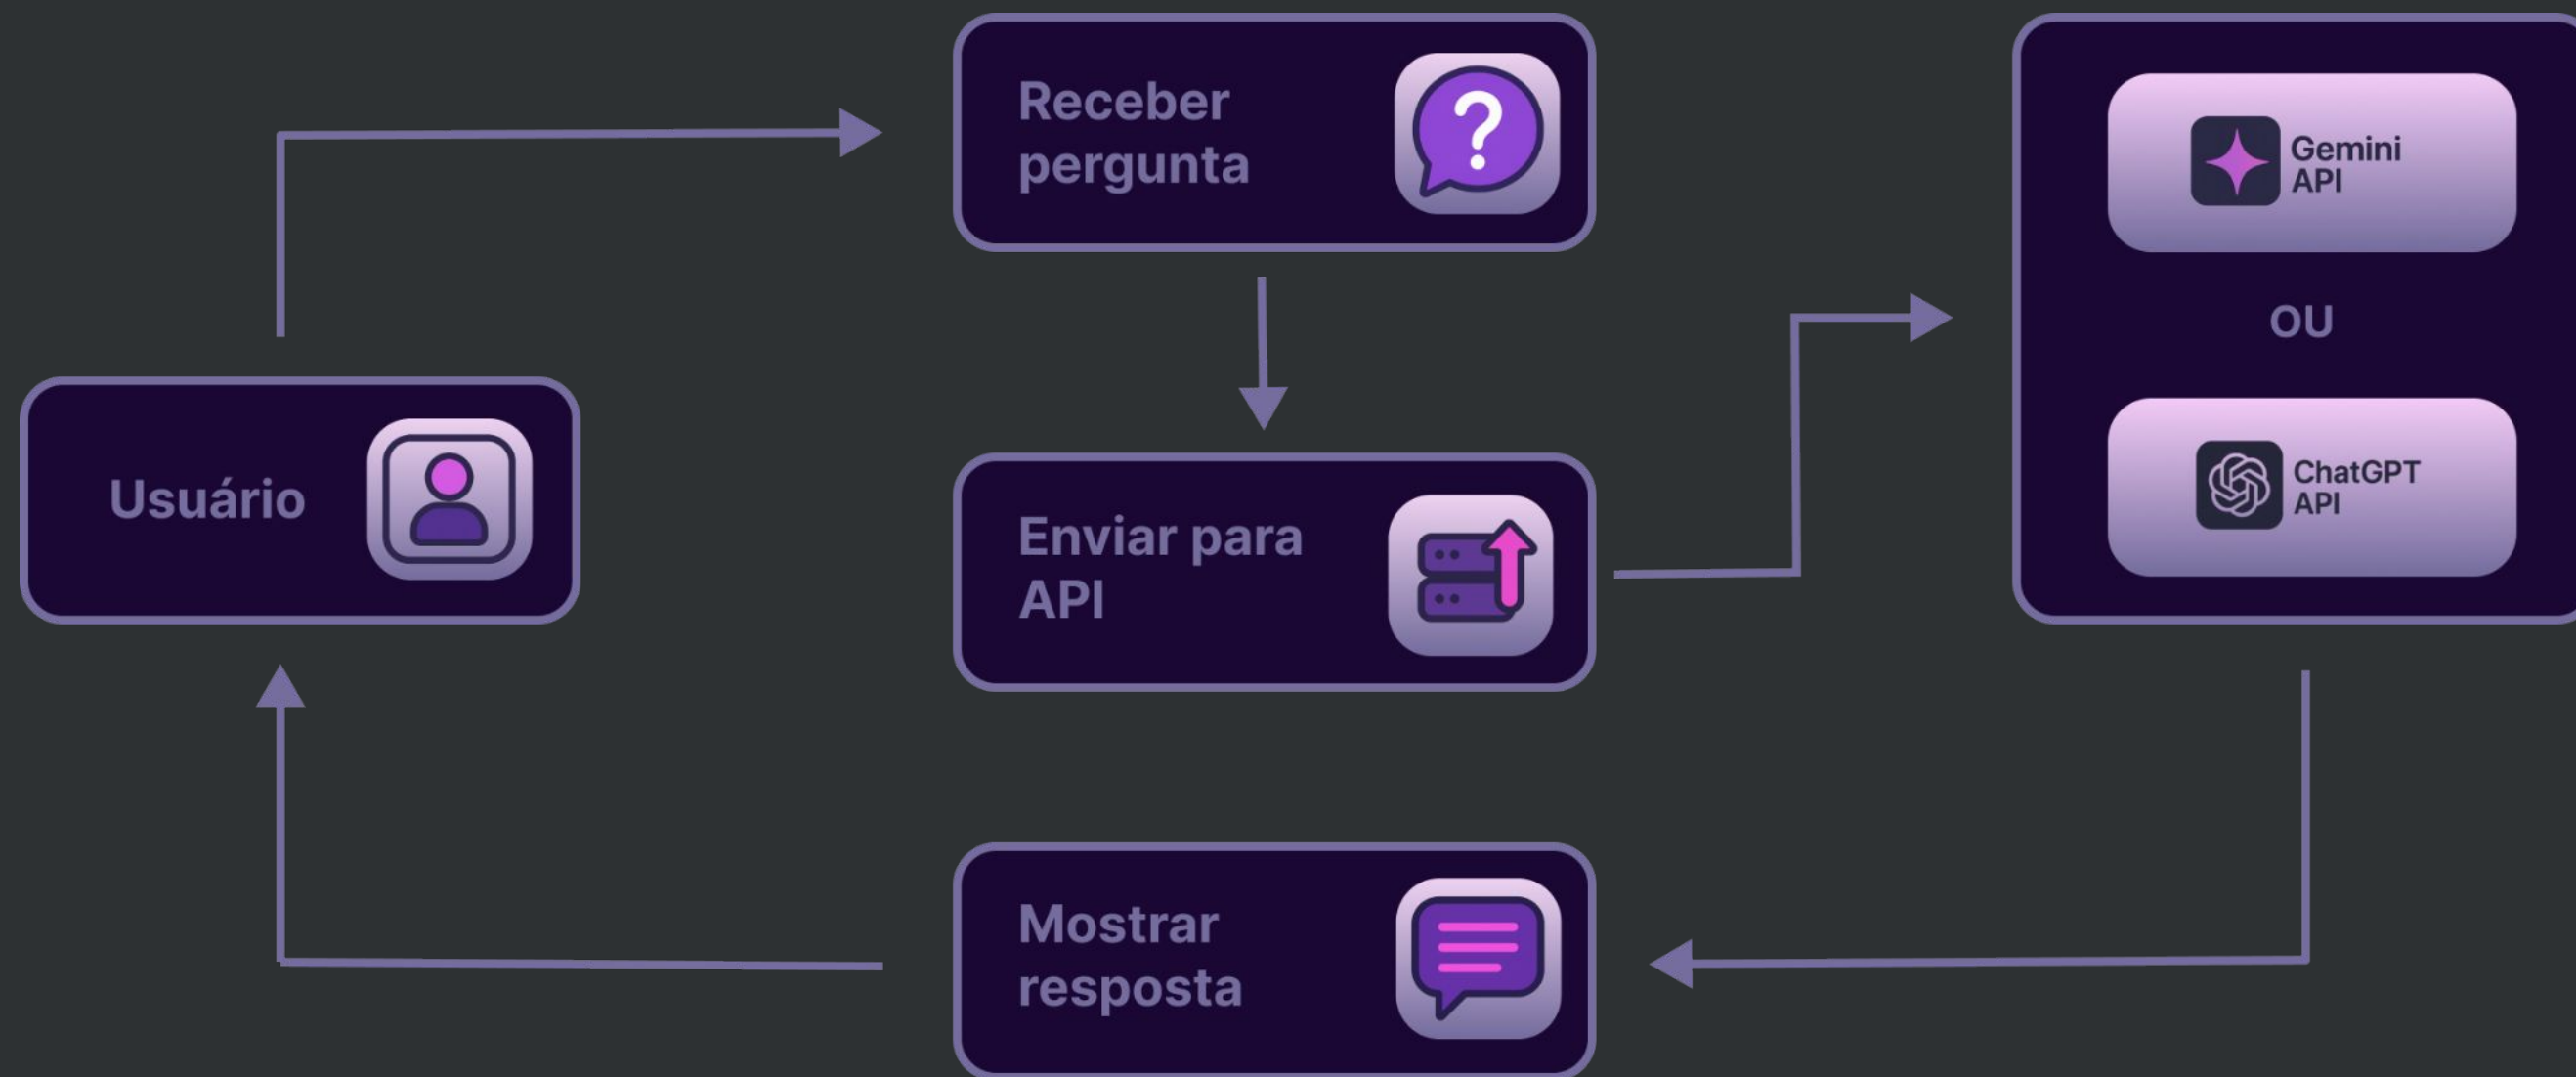 Receber
pergunta
Gemini
API
OU
Usuário
Enviar para
API
ChatGPT
API
Mostrar
resposta